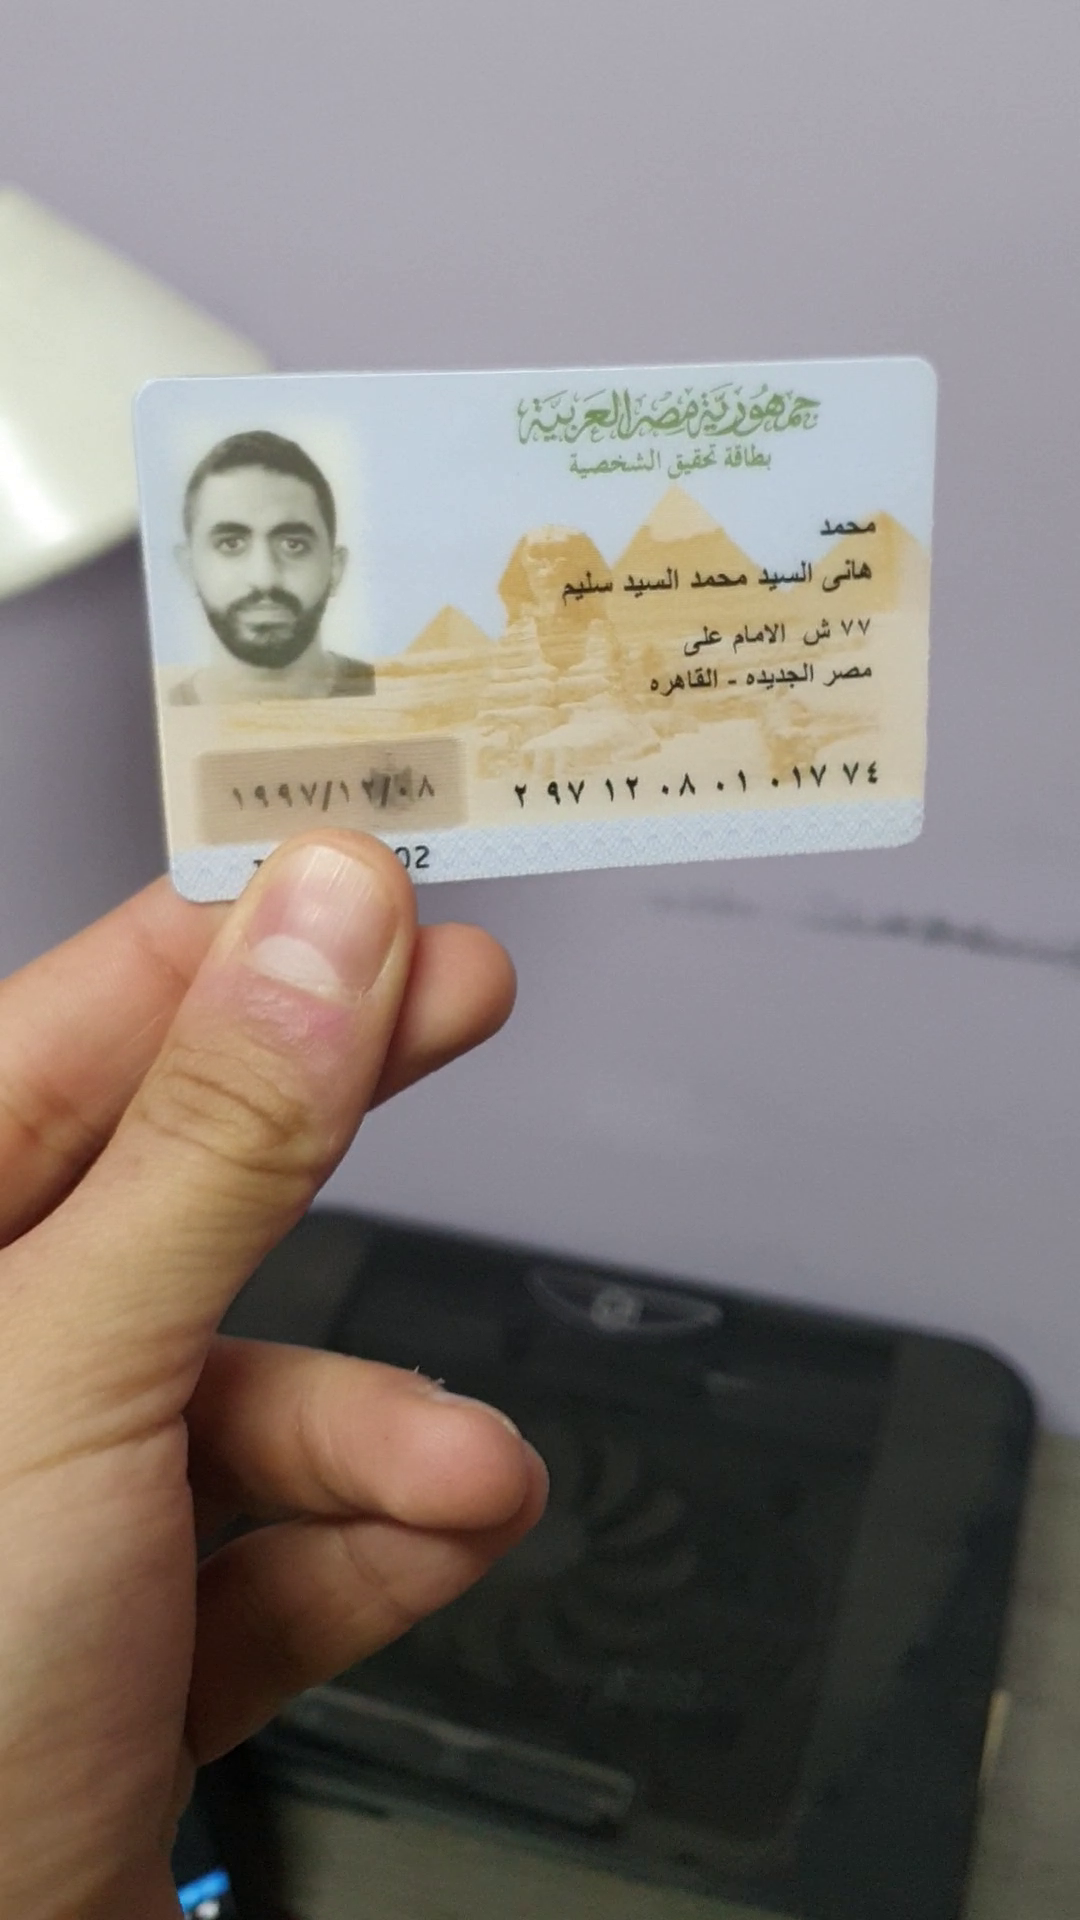 جمهورية مصر العربية
بطاقة تحقيق الشخصية
محمد
هانى السيد محمد السيد سليم
٧٧ ش الامام على
مصر الجديده - القاهره
٢ ٩٧ ١٢ ٠٨ ٠١ ٠١٧ ٧٤
١٩٩٧/١٢/٠٨
02